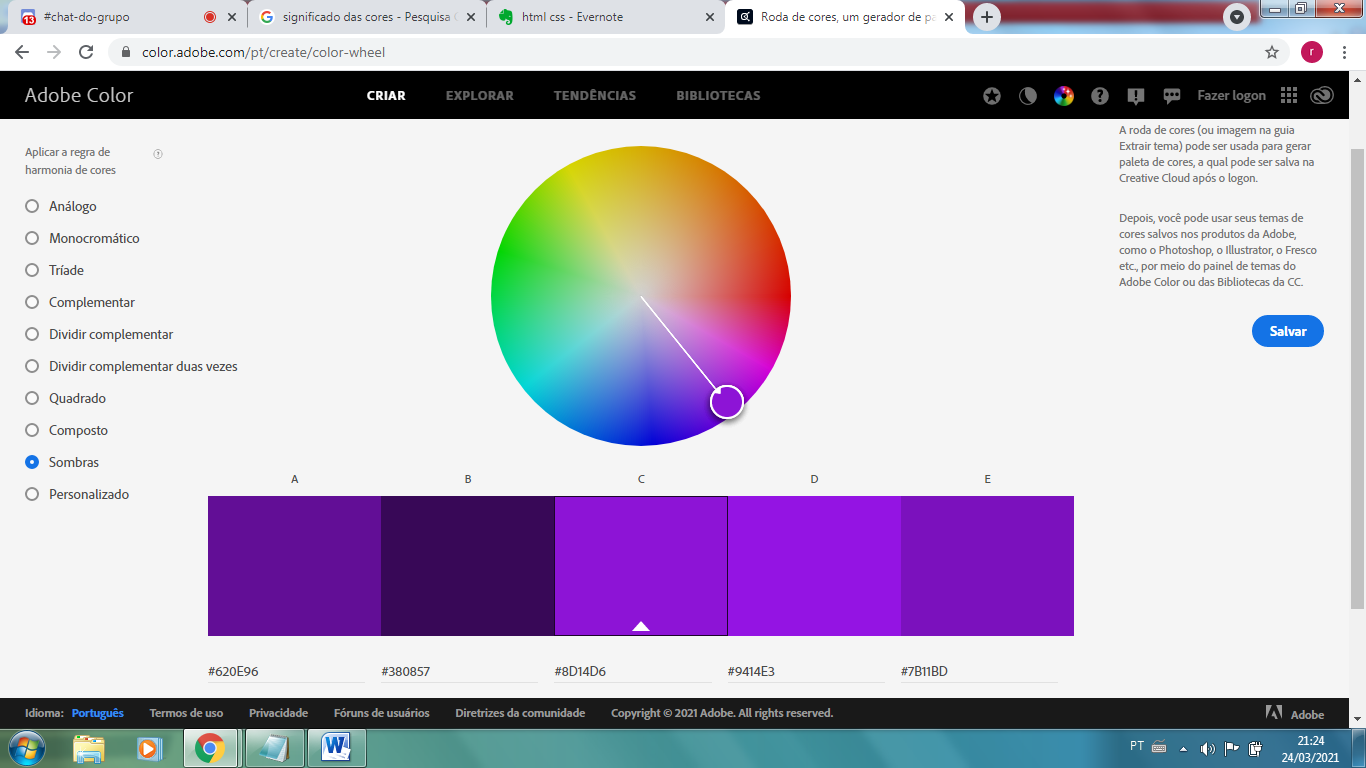 13
#chat-do-grupo
significado das cores - Pesquisa
html css - Evernote
Roda de cores, um gerador de pa
color.adobe.com/pt/create/color-wheel
r
Adobe Color
CRIAR
EXPLORAR
TENDÊNCIAS
BIBLIOTECAS
?
Fazer logon
Aplicar a regra de
harmonia de cores
?
Análogo
Monocromático
Tríade
Complementar
Dividir complementar
Dividir complementar duas vezes
Quadrado
Composto
Sombras
Personalizado
A roda de cores (ou imagem na guia
Extrair tema) pode ser usada para gerar
paleta de cores, a qual pode ser salva na
Creative Cloud após o logon.
Depois, você pode usar seus temas de
cores salvos nos produtos da Adobe,
como o Photoshop, o Illustrator, o Fresco
etc., por meio do painel de temas do
Adobe Color ou das Bibliotecas da CC.
Salvar
A
B
C
D
E
#620E96
#380857
#8D14D6
#9414E3
#7B11BD
Idioma: Português
Termos de uso
Privacidade
Fóruns de usuários
Diretrizes da comunidade
Copyright © 2021 Adobe. All rights reserved.
Adobe
W
PT
21:24
24/03/2021